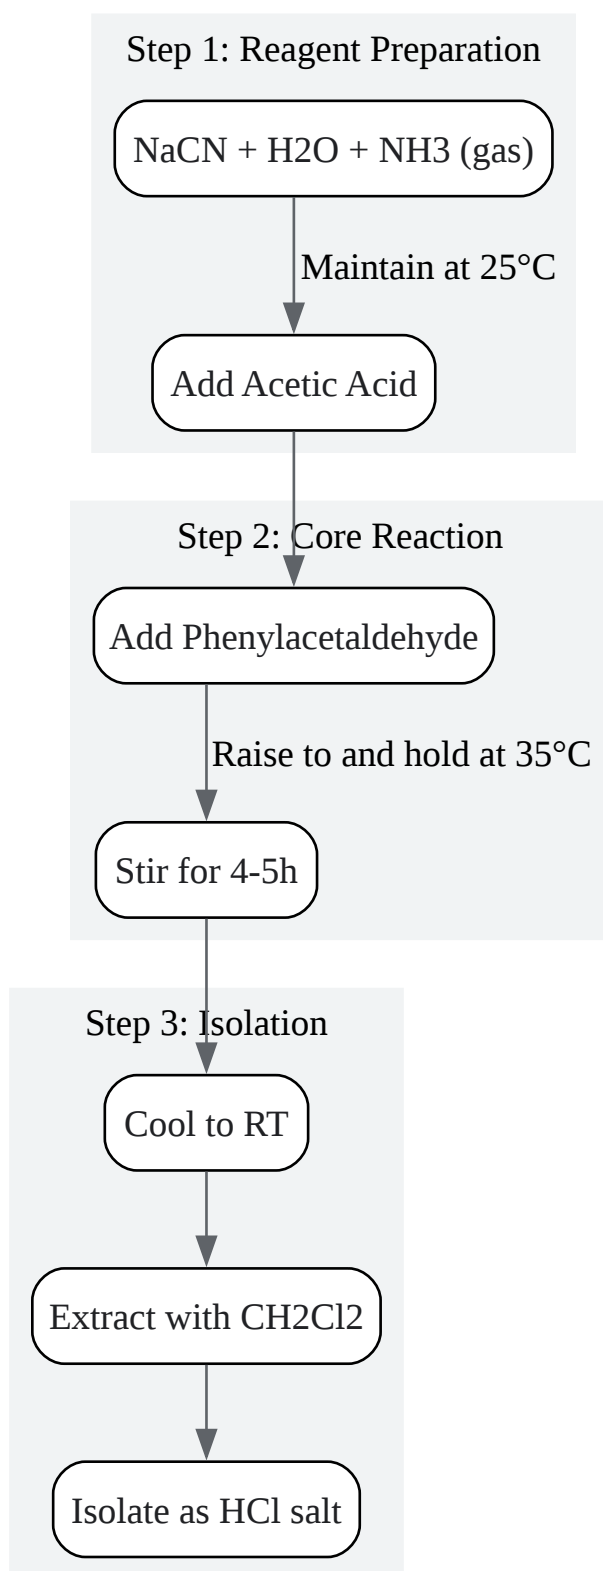 Step 1: Reagent Preparation
NaCN + H2O + NH3 (gas)
Maintain at 25°C
Add Acetic Acid
Step 2: Core Reaction
Add Phenylacetaldehyde
Raise to and hold at 35°C
Stir for 4-5h
Step 3: Isolation
Cool to RT
Extract with CH2Cl2
Isolate as HCl salt